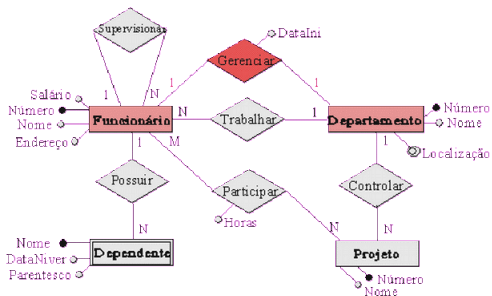 Supervisionar
DataIni
Gerenciar
Salário
1 N
1
1
Número
Nome
Endereço
Funcionário
N
Trabalhar
1
Departamento
Número
Nome
Localização
1
M
1
Possuir
Participar
Horas
Controlar
N
N
N
Nome
DataNiver
Parentesco
Dependente
Projeto
Número
Nome